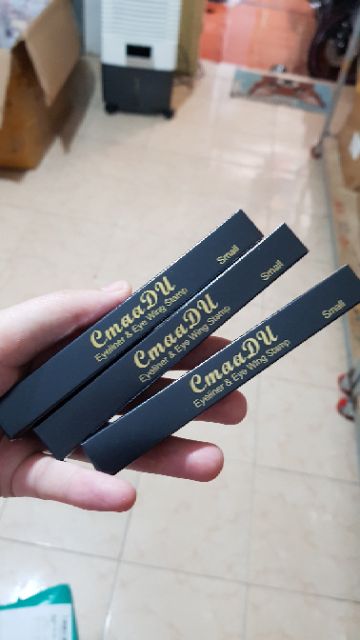 CmaaDU
Eyeliner & Eye Wing Stamp
Small
CmaaDU
Eyeliner & Eye Wing Stamp
Small
CmaaDU
Eyeliner & Eye Wing Stamp
Small